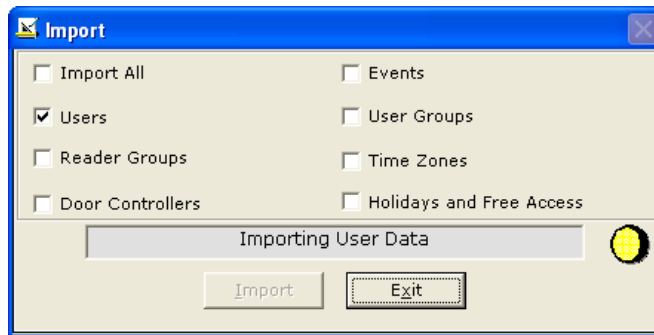 Import
Import All
Events
Users
User Groups
Reader Groups
Time Zones
Door Controllers
Holidays and Free Access
Importing User Data
Import
Exit